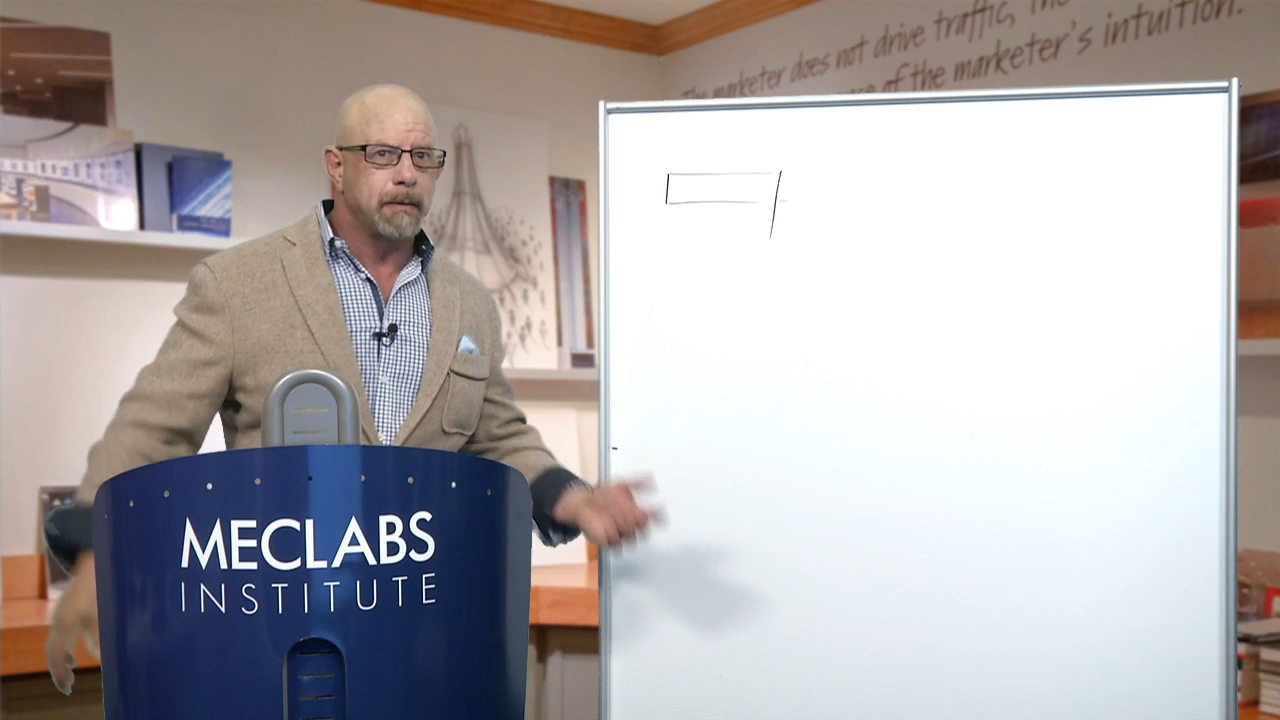 The marketer does not drive traffic, The
of the marketer's intuition.
MECLABS
INSTITUTE